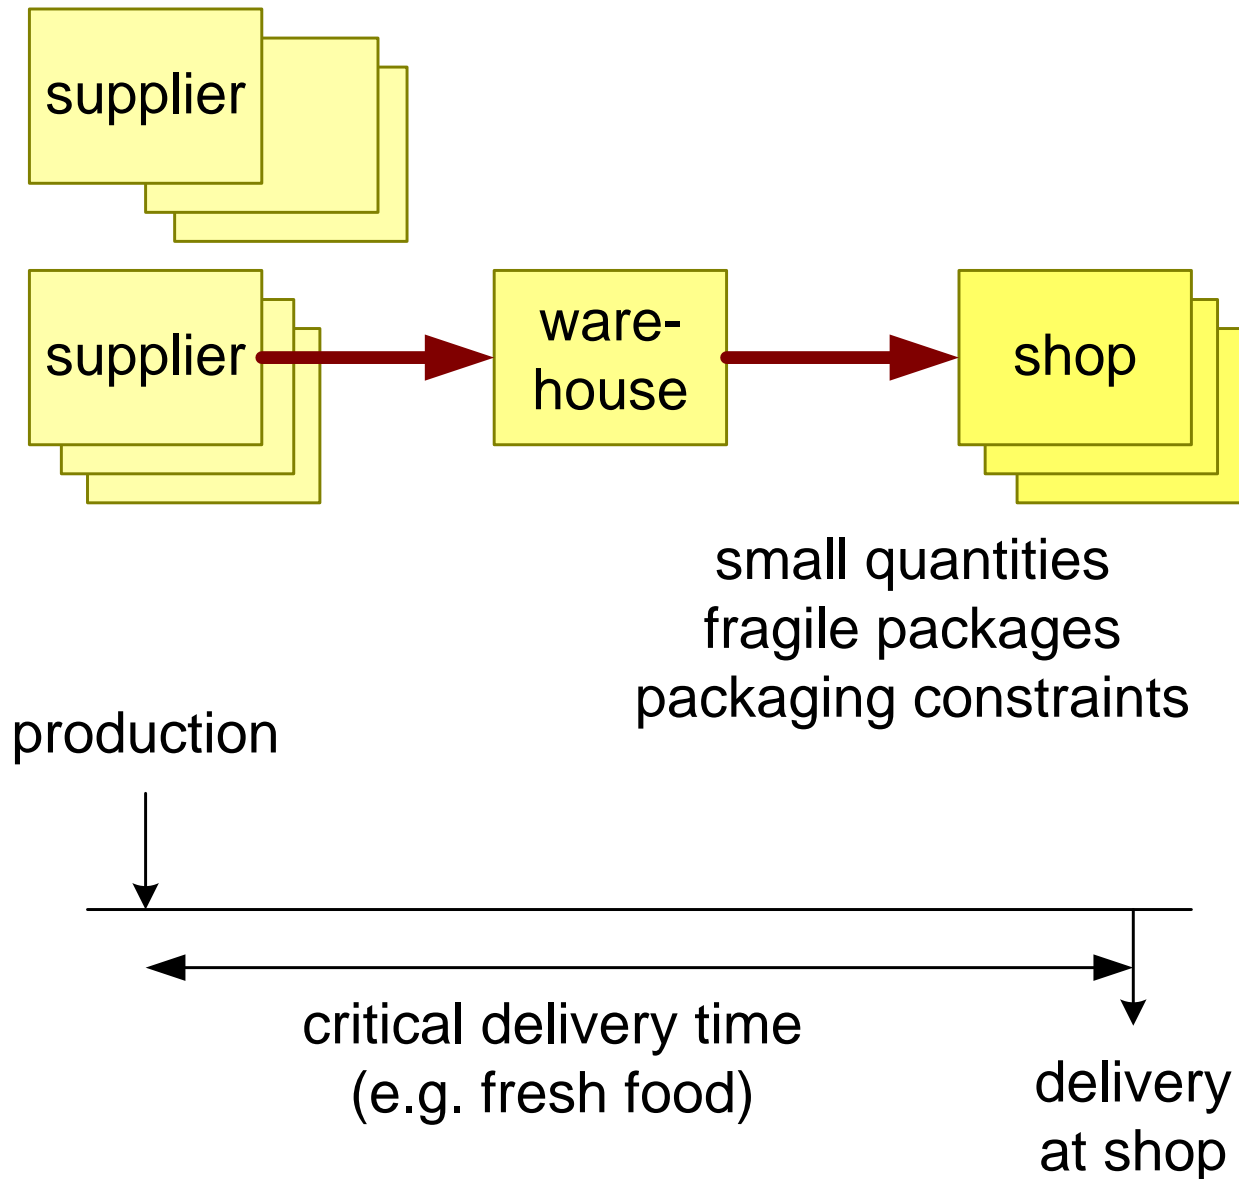 supplier
supplier
ware-
house
shop
small quantities
fragile packages
packaging constraints
production
critical delivery time
(e.g. fresh food)
delivery
at shop